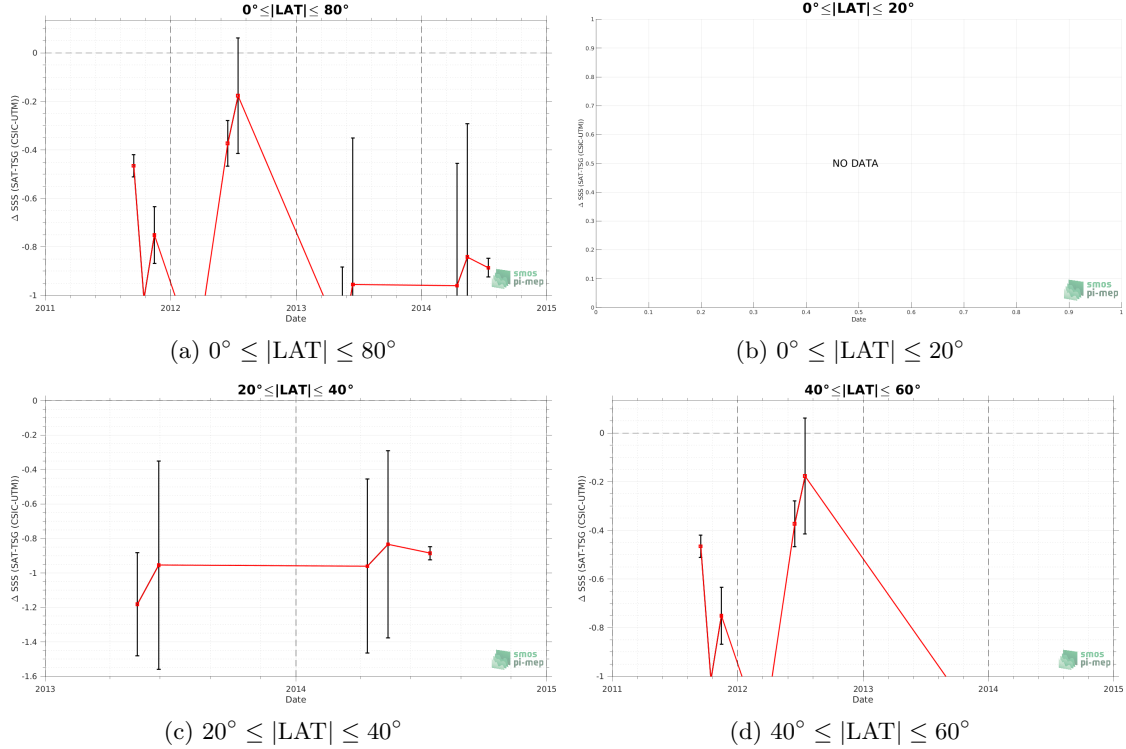 0°≤|LAT|≤ 80°
Δ SSS (SAT-TSG (CSIC-UTM))
0
-0.2
-0.4
-0.6
-0.8
-1
2011
2012
2013
2014
2015
Date
smos
pi-mep
(a) 0° ≤ |LAT| ≤ 80°
0°≤|LAT|≤ 20°
Δ SSS (SAT-TSG (CSIC-UTM))
1
0.9
0.8
0.7
0.6
0.5
0.4
0.3
0.2
0.1
0
NO DATA
0
0.1
0.2
0.3
0.4
0.5
0.6
0.7
0.8
0.9
1
Date
smos
pi-mep
(b) 0° ≤ |LAT| ≤ 20°
20°≤|LAT|≤ 40°
Δ SSS (SAT-TSG (CSIC-UTM))
0
-0.2
-0.4
-0.6
-0.8
-1
-1.2
-1.4
-1.6
2013
2014
2015
Date
smos
pi-mep
(c) 20° ≤ |LAT| ≤ 40°
40°≤|LAT|≤ 60°
Δ SSS (SAT-TSG (CSIC-UTM))
0
-0.2
-0.4
-0.6
-0.8
-1
2011
2012
2013
2014
2015
Date
smos
pi-mep
(d) 40° ≤ |LAT| ≤ 60°